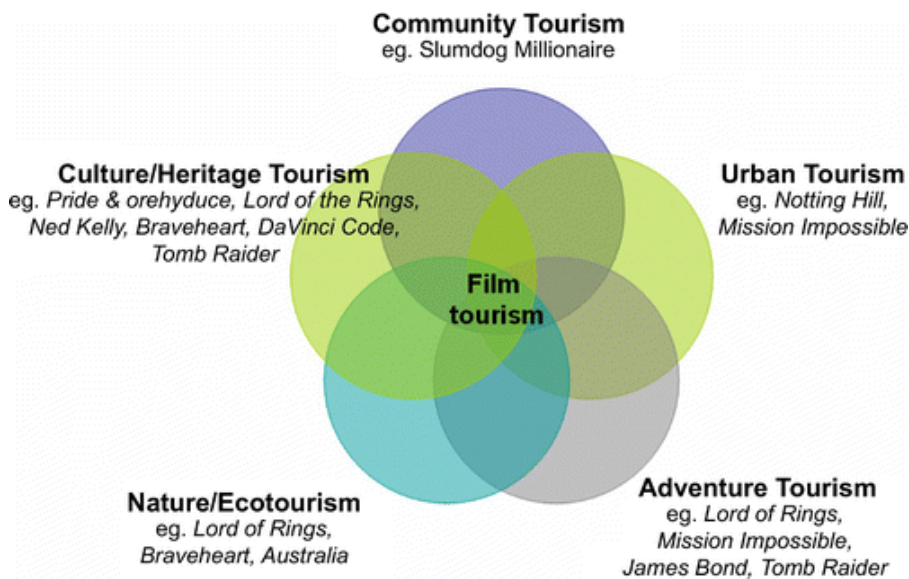 Community Tourism
eg. Slumdog Millionaire
Culture/Heritage Tourism
eg. Pride & orehyduce, Lord of the Rings,
Ned Kelly, Braveheart, DaVinci Code,
Tomb Raider
Urban Tourism
eg. Notting Hill,
Mission Impossible
Film
tourism
Nature/Ecotourism
eg. Lord of Rings,
Braveheart, Australia
Adventure Tourism
eg. Lord of Rings,
Mission Impossible,
James Bond, Tomb Raider